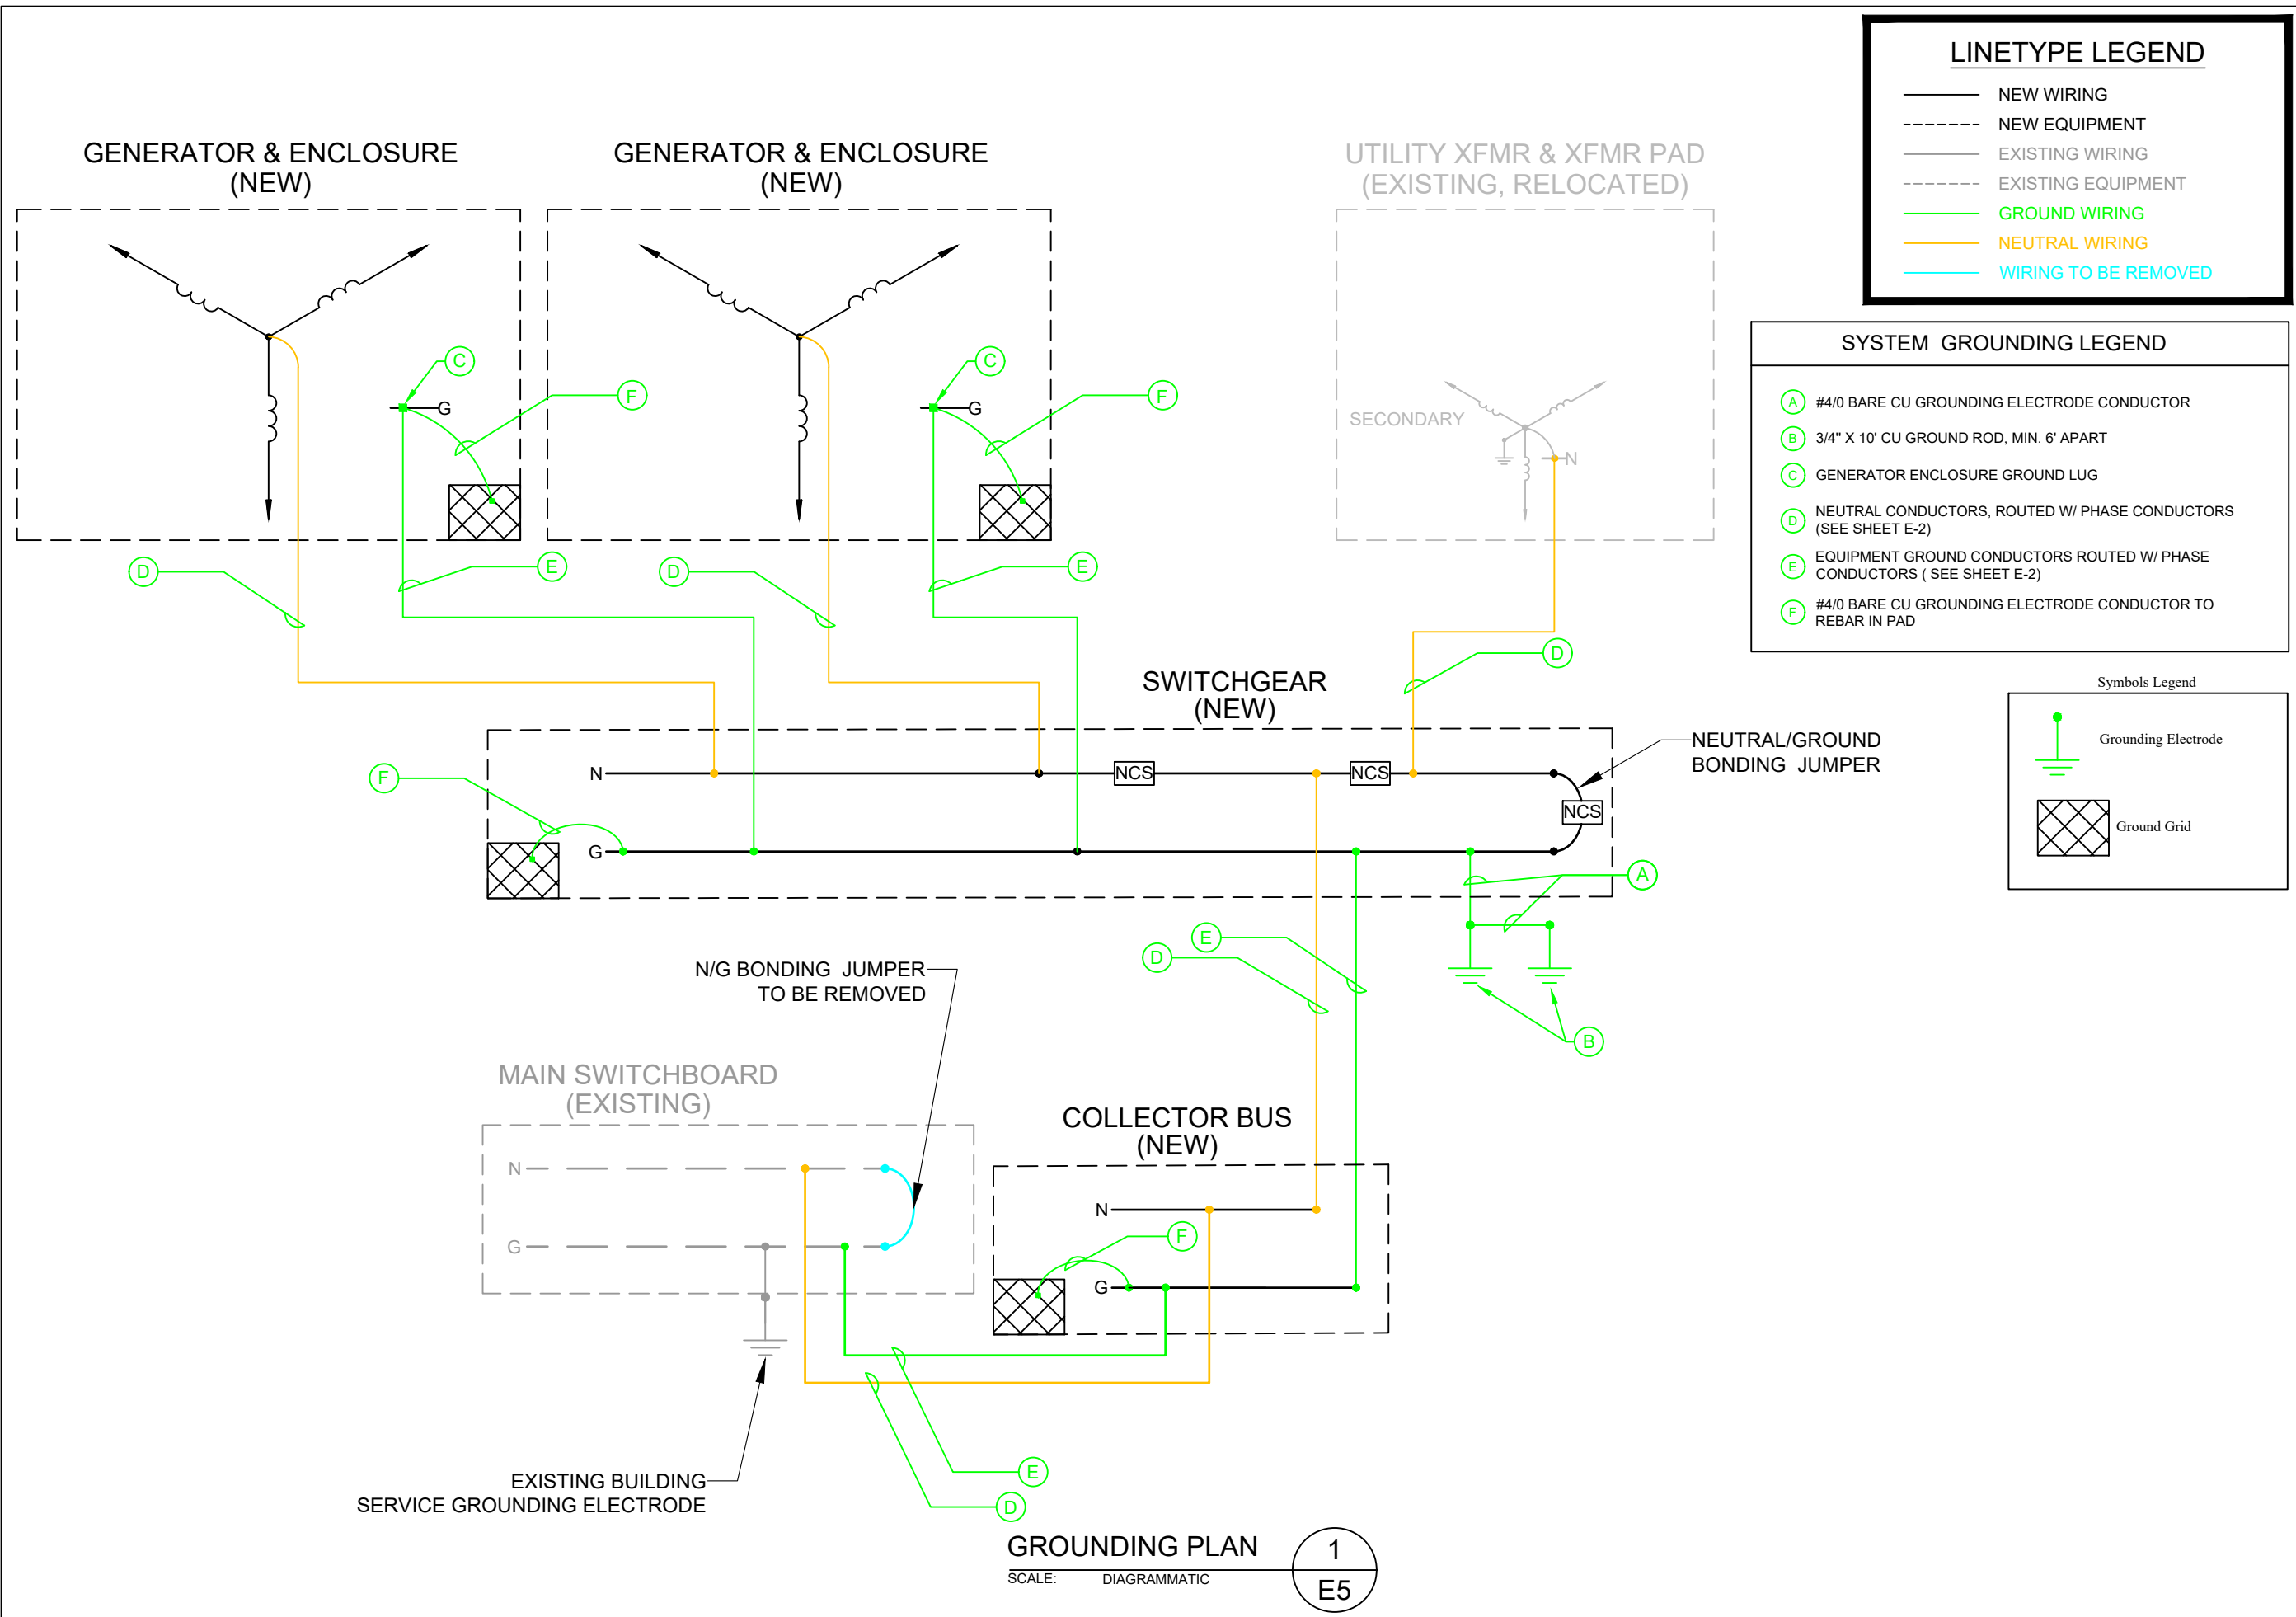 LINETYPE LEGEND
NEW WIRING
NEW EQUIPMENT
EXISTING WIRING
EXISTING EQUIPMENT
GROUND WIRING
NEUTRAL WIRING
WIRING TO BE REMOVED
GENERATOR & ENCLOSURE
(NEW)
GENERATOR & ENCLOSURE
(NEW)
UTILITY XFMR & XFMR PAD
(EXISTING, RELOCATED)
C
G
F
C
G
F
SECONDARY
N
D
E
D
E
D
SYSTEM GROUNDING LEGEND
A #4/0 BARE CU GROUNDING ELECTRODE CONDUCTOR
B 3/4" X 10' CU GROUND ROD, MIN. 6' APART
C GENERATOR ENCLOSURE GROUND LUG
D NEUTRAL CONDUCTORS, ROUTED W/ PHASE CONDUCTORS
(SEE SHEET E-2)
E EQUIPMENT GROUND CONDUCTORS ROUTED W/ PHASE
CONDUCTORS ( SEE SHEET E-2)
F #4/0 BARE CU GROUNDING ELECTRODE CONDUCTOR TO
REBAR IN PAD
Symbols Legend
Grounding Electrode
Ground Grid
SWITCHGEAR
(NEW)
NEUTRAL/GROUND
BONDING JUMPER
F
N
NCS
NCS
NCS
G
A
E
D
B
N/G BONDING JUMPER
TO BE REMOVED
MAIN SWITCHBOARD
(EXISTING)
N
G
COLLECTOR BUS
(NEW)
N
F
G
EXISTING BUILDING
SERVICE GROUNDING ELECTRODE
E
D
GROUNDING PLAN
SCALE: DIAGRAMMATIC
1
E5